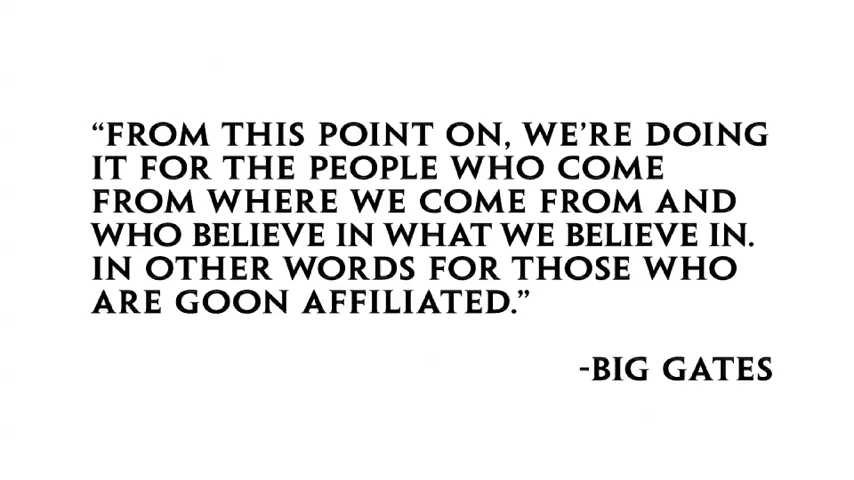 “FROM THIS POINT ON, WE’RE DOING
IT FOR THE PEOPLE WHO COME
FROM WHERE WE COME FROM AND
WHO BELIEVE IN WHAT WE BELIEVE IN.
IN OTHER WORDS FOR THOSE WHO
ARE GOON AFFILIATED.”
-BIG GATES